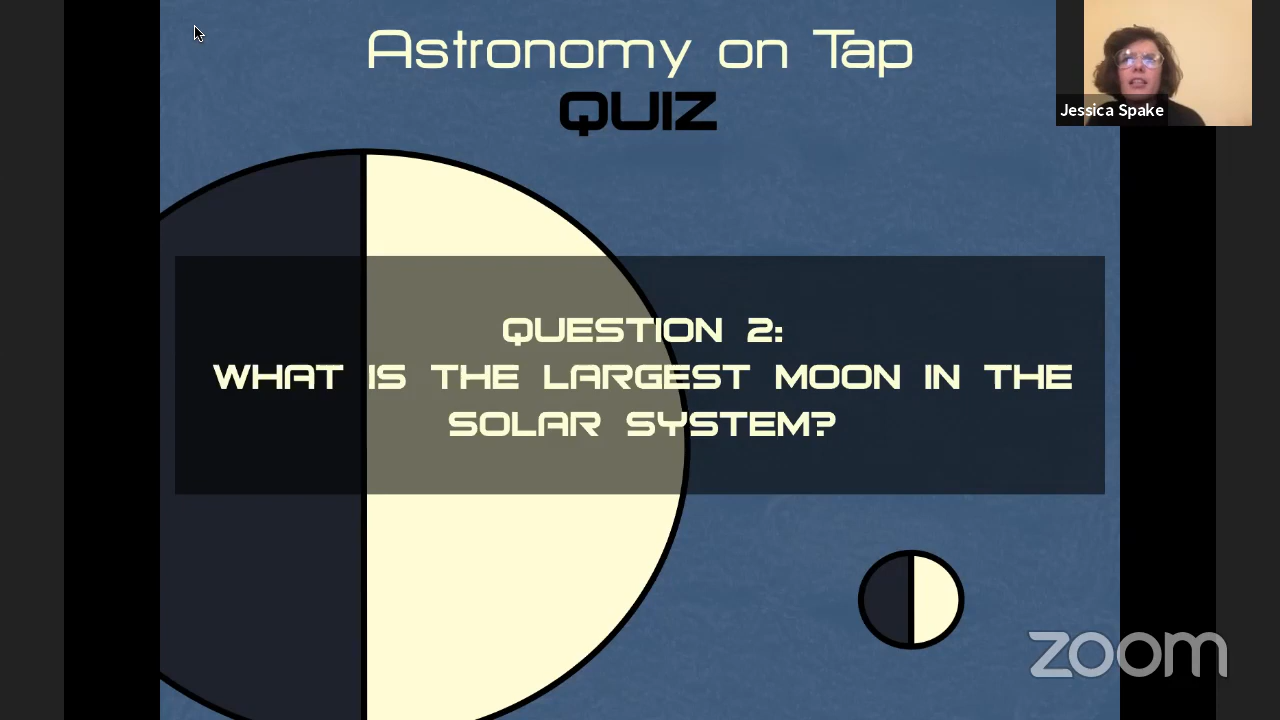 Astronomy on Tap
QUIZ
Jessica Spake
QUESTION 2:
WHAT IS THE LARGEST MOON IN THE
SOLAR SYSTEM?
zoom